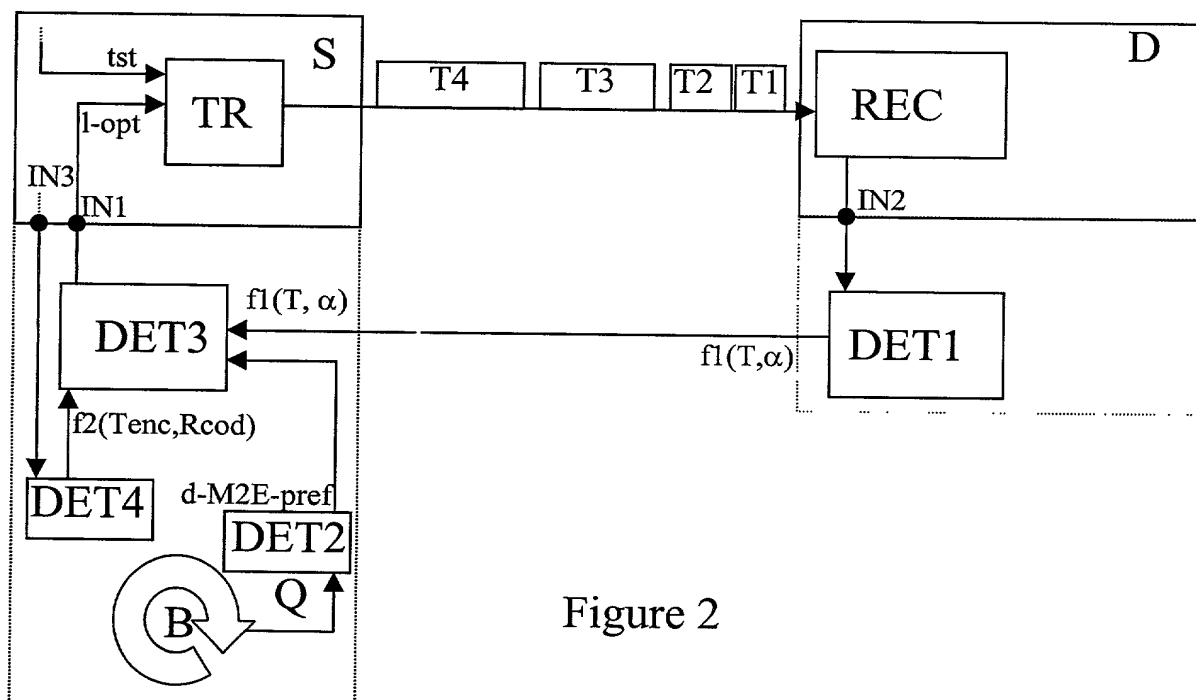 S
D
tst
T4
T3
T2
T1
TR
REC
l-opt
IN3
IN1
IN2
f1(T, α)
DET3
DET1
f1(T,α)
f2(Tenc,Rcod)
d-M2E-pref
DET4
DET2
Q
B
Figure 2